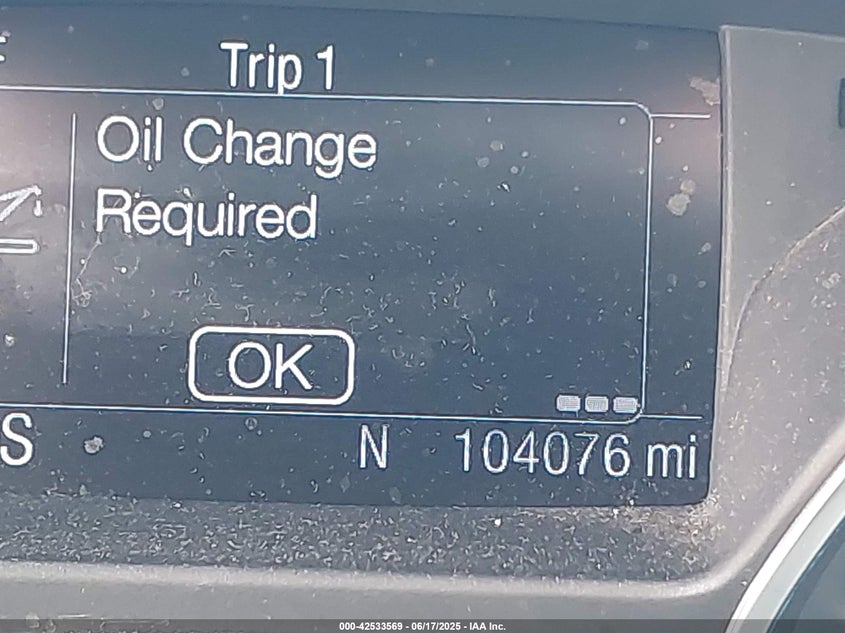 Trip 1
Oil Change
Required
OK
S
N 104076 mi
000-42533569 - 06/17/2025 - IAA Inc.